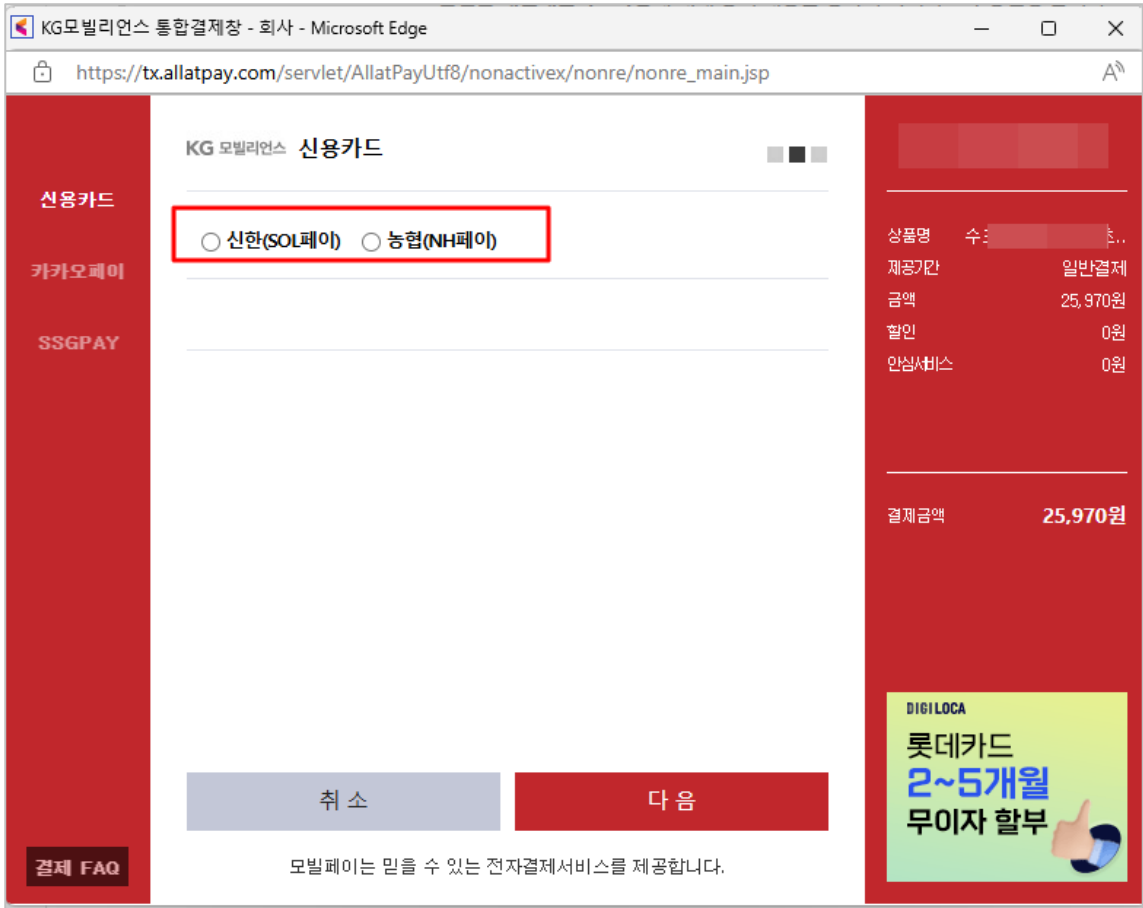 KG모빌리언스 통합결제창 - 회사 - Microsoft Edge
https://tx.allatpay.com/servlet/AllatPayUtf8/nonactivex/nonre/nonre_main.jsp
신용카드
카카오페이
SSGPAY
결제 FAQ
KG 모빌리언스 신용카드
신한(SOL페이) 농협(NH페이)
취 소 다 음
모빌페이는 믿을 수 있는 전자결제서비스를 제공합니다.
상품명
제공기간 일반결제
금액 25,970원
할인 0원
안심서비스 0원
결제금액 25,970원
DIGILOCA
롯데카드
2~5개월
무이자 할부